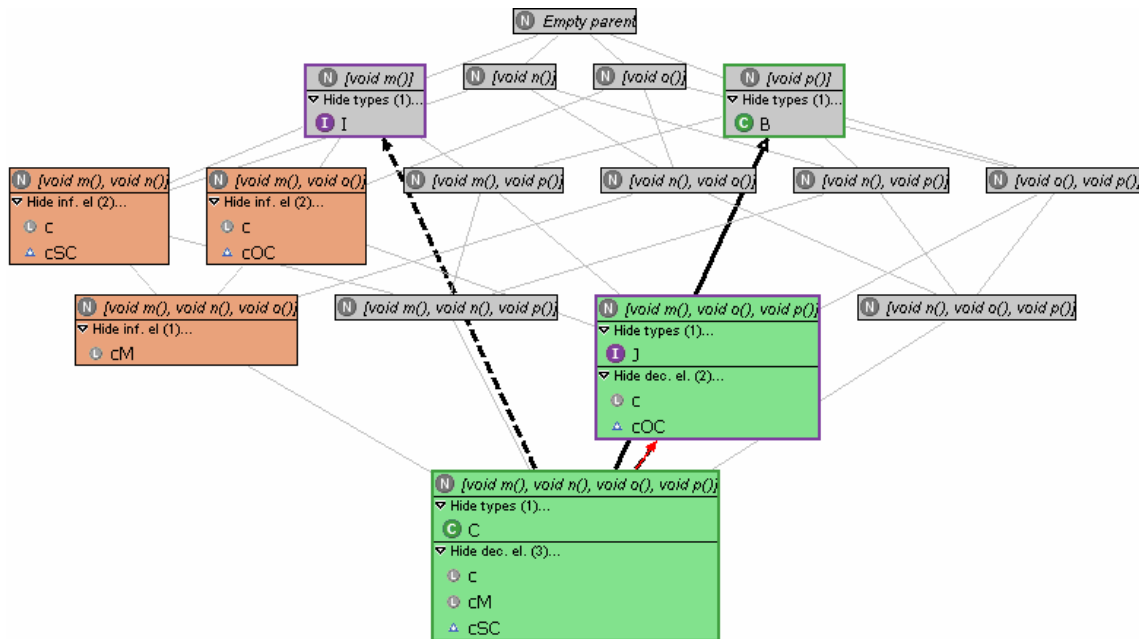 N Empty parent
N [void m()]
Hide types (1)...
I I
N [void n()]
N [void o()]
N [void p()]
Hide types (1)...
C B
N [void m(), void n()]
Hide inf. el (2)...
L c
cSC
N [void m(), void o()]
Hide inf. el (2)...
L c
cOC
N [void m(), void p()]
N [void n(), void o()]
N [void n(), void p()]
N [void o(), void p()]
N [void m(), void n(), void o()]
Hide inf. el (1)...
L cM
N [void m(), void n(), void p()]
N [void m(), void o(), void p()]
Hide types (1)...
I J
Hide dec. el. (2)...
L c
cOC
N [void n(), void o(), void p()]
N [void m(), void n(), void o(), void p()]
Hide types (1)...
C C
Hide dec. el. (3)...
L c
L cM
cSC